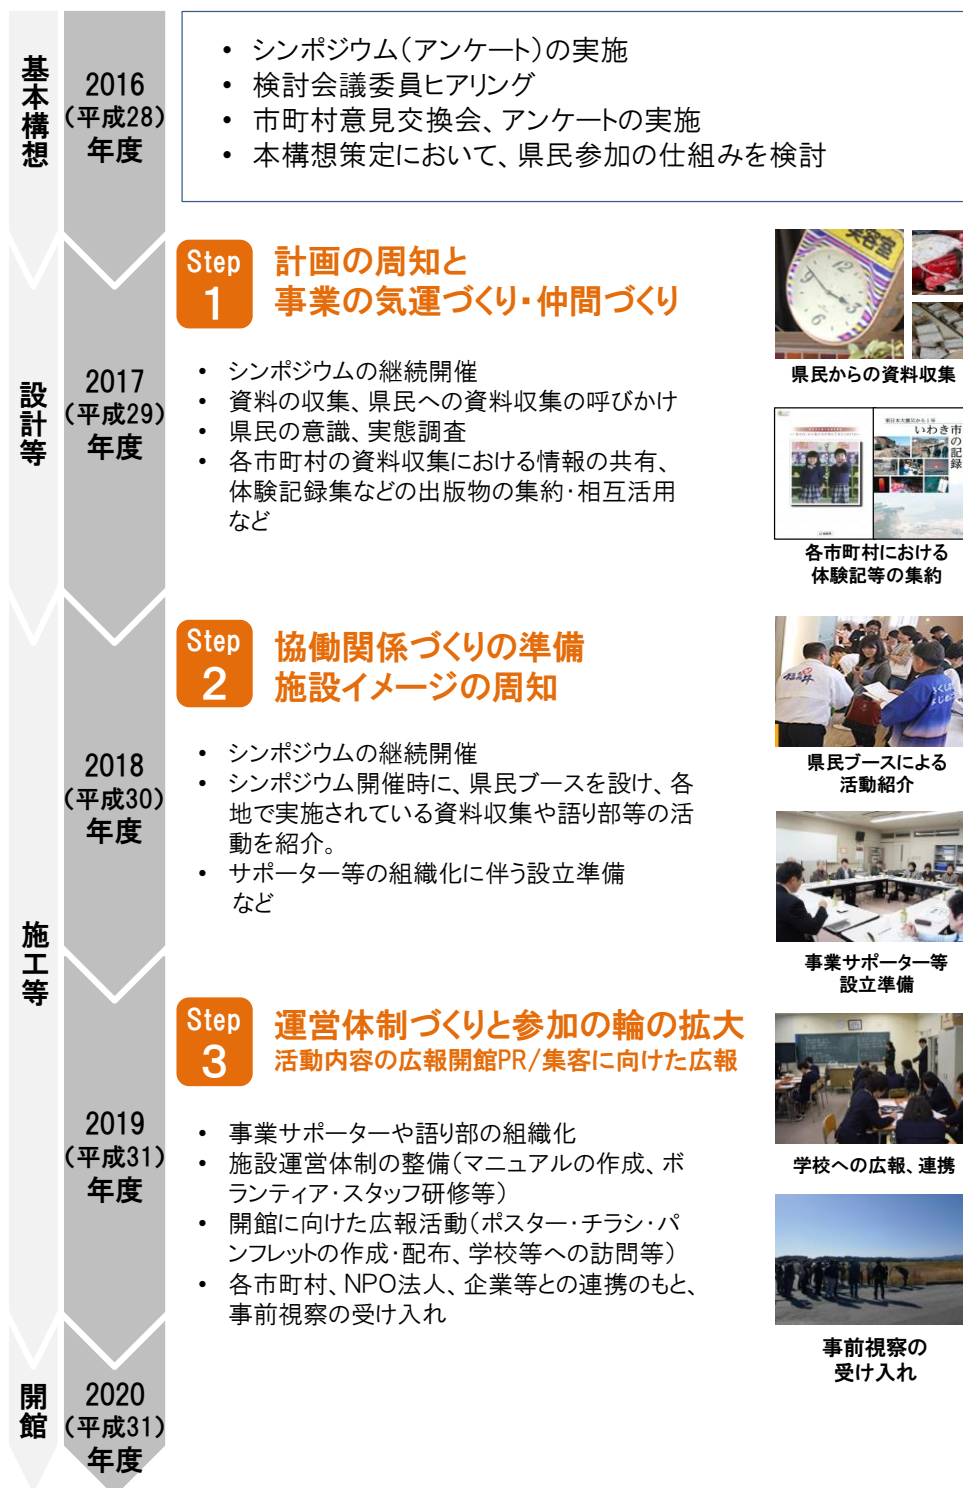 基本構想
2016
（平成28）
年度
• シンポジウム（アンケート）の実施
• 検討会議委員ヒアリング
• 市町村意見交換会、アンケートの実施
• 本構想策定において、県民参加の仕組みを検討
設計等
2017
（平成29）
年度
Step
1
計画の周知と
事業の気運づくり・仲間づくり
• シンポジウムの継続開催
• 資料の収集、県民への資料収集の呼びかけ
• 県民の意識、実態調査
• 各市町村の資料収集における情報の共有、
体験記録集などの出版物の集約・相互活用
など
美容室
県民からの資料収集
東日本大震災から1年
いわき市の記録
各市町村における
体験記等の集約
施工等
2018
（平成30）
年度
Step
2
協働関係づくりの準備
施設イメージの周知
• シンポジウムの継続開催
• シンポジウム開催時に、県民ブースを設け、各
地で実施されている資料収集や語り部等の活
動を紹介。
• サポーター等の組織化に伴う設立準備
など
県民ブースによる
活動紹介
事業サポーター等
設立準備
2019
（平成31）
年度
Step
3
運営体制づくりと参加の輪の拡大
活動内容の広報開館PR/集客に向けた広報
• 事業サポーターや語り部の組織化
• 施設運営体制の整備（マニュアルの作成、ボ
ランティア・スタッフ研修等）
• 開館に向けた広報活動（ポスター・チラシ・パ
ンフレットの作成・配布、学校等への訪問等）
• 各市町村、NPO法人、企業等との連携のもと、
事前視察の受け入れ
学校への広報、連携
事前視察の
受け入れ
開館
2020
（平成31）
年度